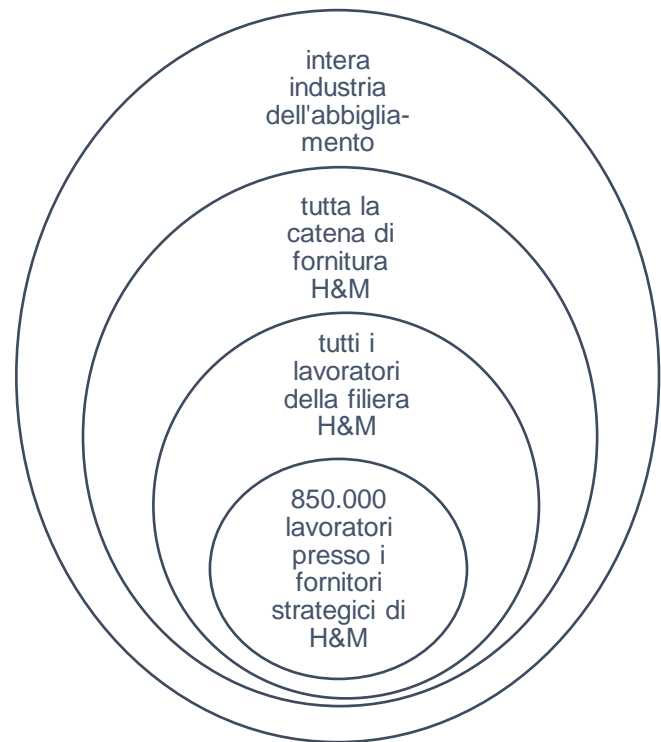 intera
industria
dell'abbiglia-
mento
tutta la
catena di
fornitura
H&M
tutti i
lavoratori
della filiera
H&M
850.000
lavoratori
presso i
fornitori
strategici di
H&M